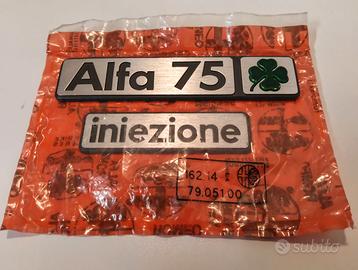 Alfa 75
iniezione
162 14 E
79.05100
subito